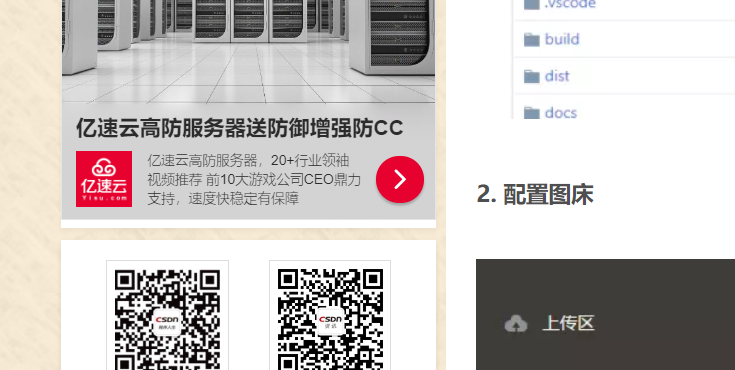 亿速云高防服务器送防御增强防CC
亿速云
Yisu.com
亿速云高防服务器，20+行业领袖
视频推荐 前10大游戏公司CEO鼎力
支持，速度快稳定有保障
CSDN
CSDN
资讯
.vscode
build
dist
docs
2. 配置图床
上传区